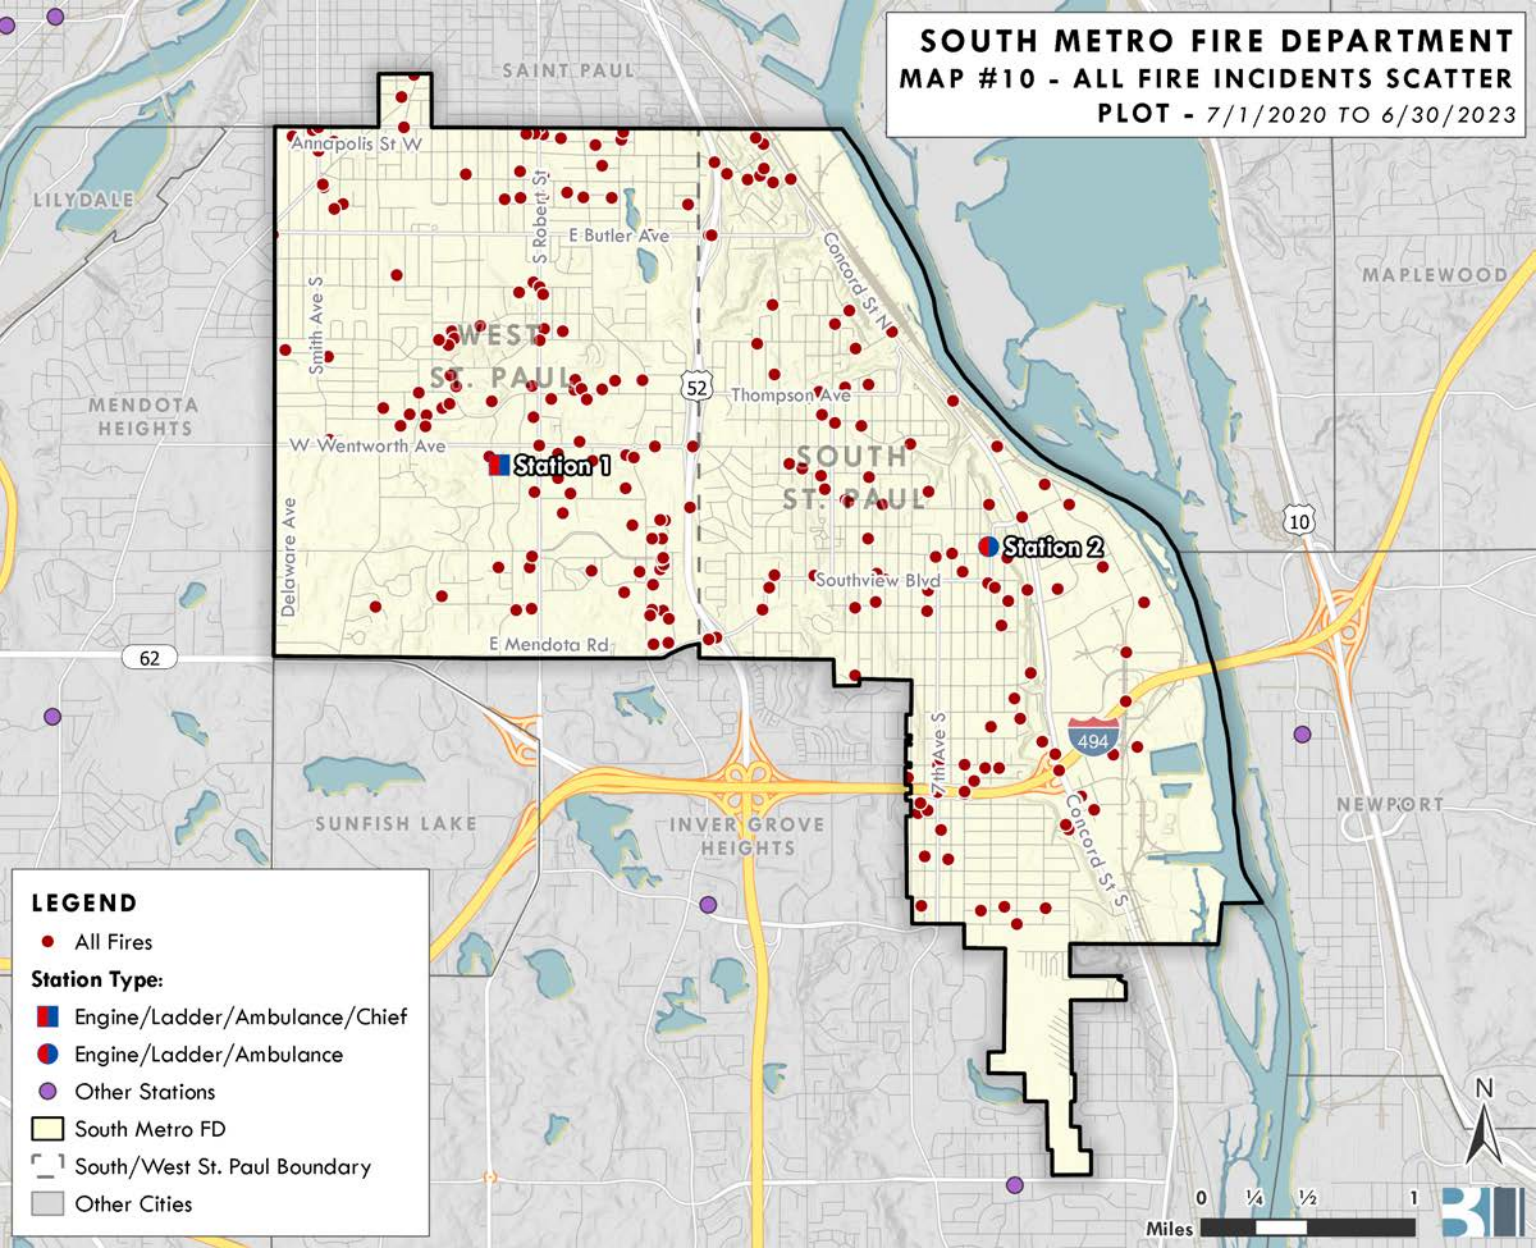 SOUTH METRO FIRE DEPARTMENT
MAP #10 - ALL FIRE INCIDENTS SCATTER
PLOT - 7/1/2020 TO 6/30/2023
SAINT PAUL
LILYDALE
Annapolis St W
S Robert St
E Butler Ave
Concord St N
MAPLEWOOD
Smith Ave S
WEST
ST. PAUL
52
Thompson Ave
MENDOTA
HEIGHTS
W Wentworth Ave
Station 1
SOUTH
ST. PAUL
10
Delaware Ave
Station 2
Southview Blvd
E Mendota Rd
62
7th Ave S
494
SUNFISH LAKE
INVER GROVE
HEIGHTS
Concord St S
NEWPORT
LEGEND
All Fires
Station Type:
Engine/Ladder/Ambulance/Chief
Engine/Ladder/Ambulance
Other Stations
South Metro FD
South/West St. Paul Boundary
Other Cities
N
0 ¼ ½ 1
Miles